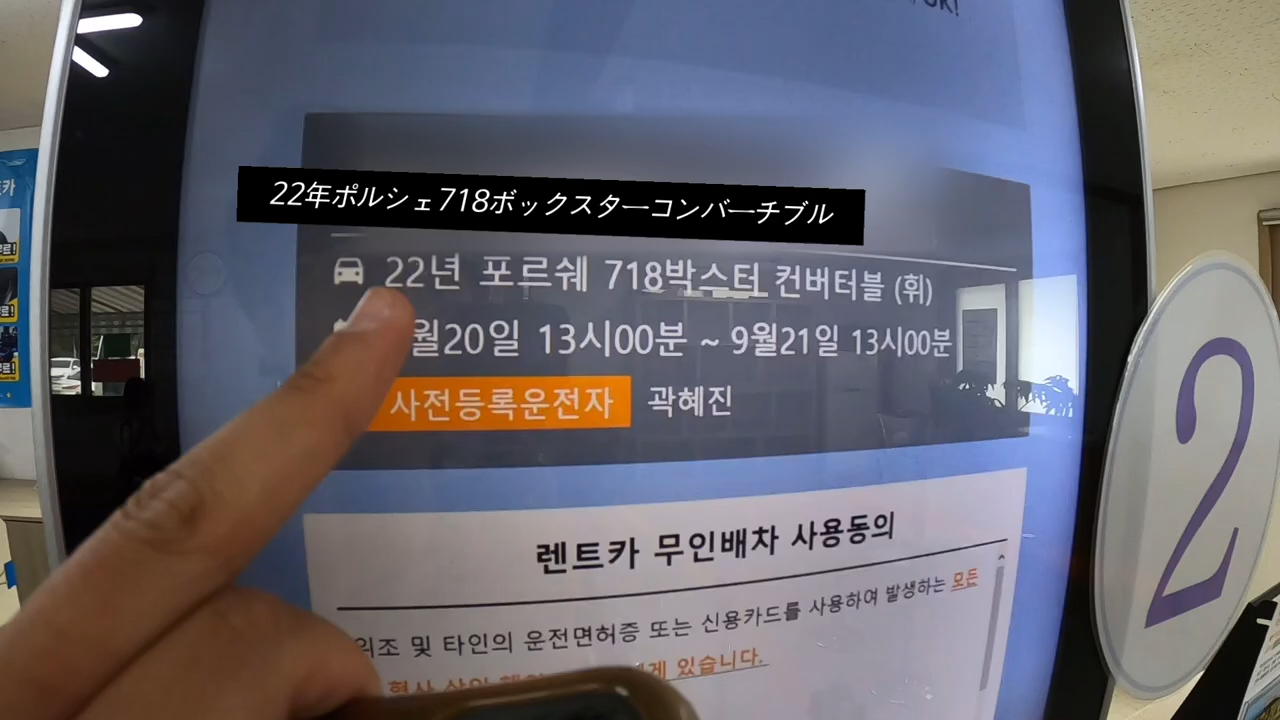 OK!
22年ポルシェ718ボックスターコンバーチブル
22년 포르쉐 718박스터 컨버터블 (휘)
월20일 13시00분 ~ 9월21일 13시00분
사전등록운전자 곽혜진
렌트카 무인배차 사용동의
위조 및 타인의 운전면허증 또는 신용카드를 사용하여 발생하는 모든
있습니다.
2